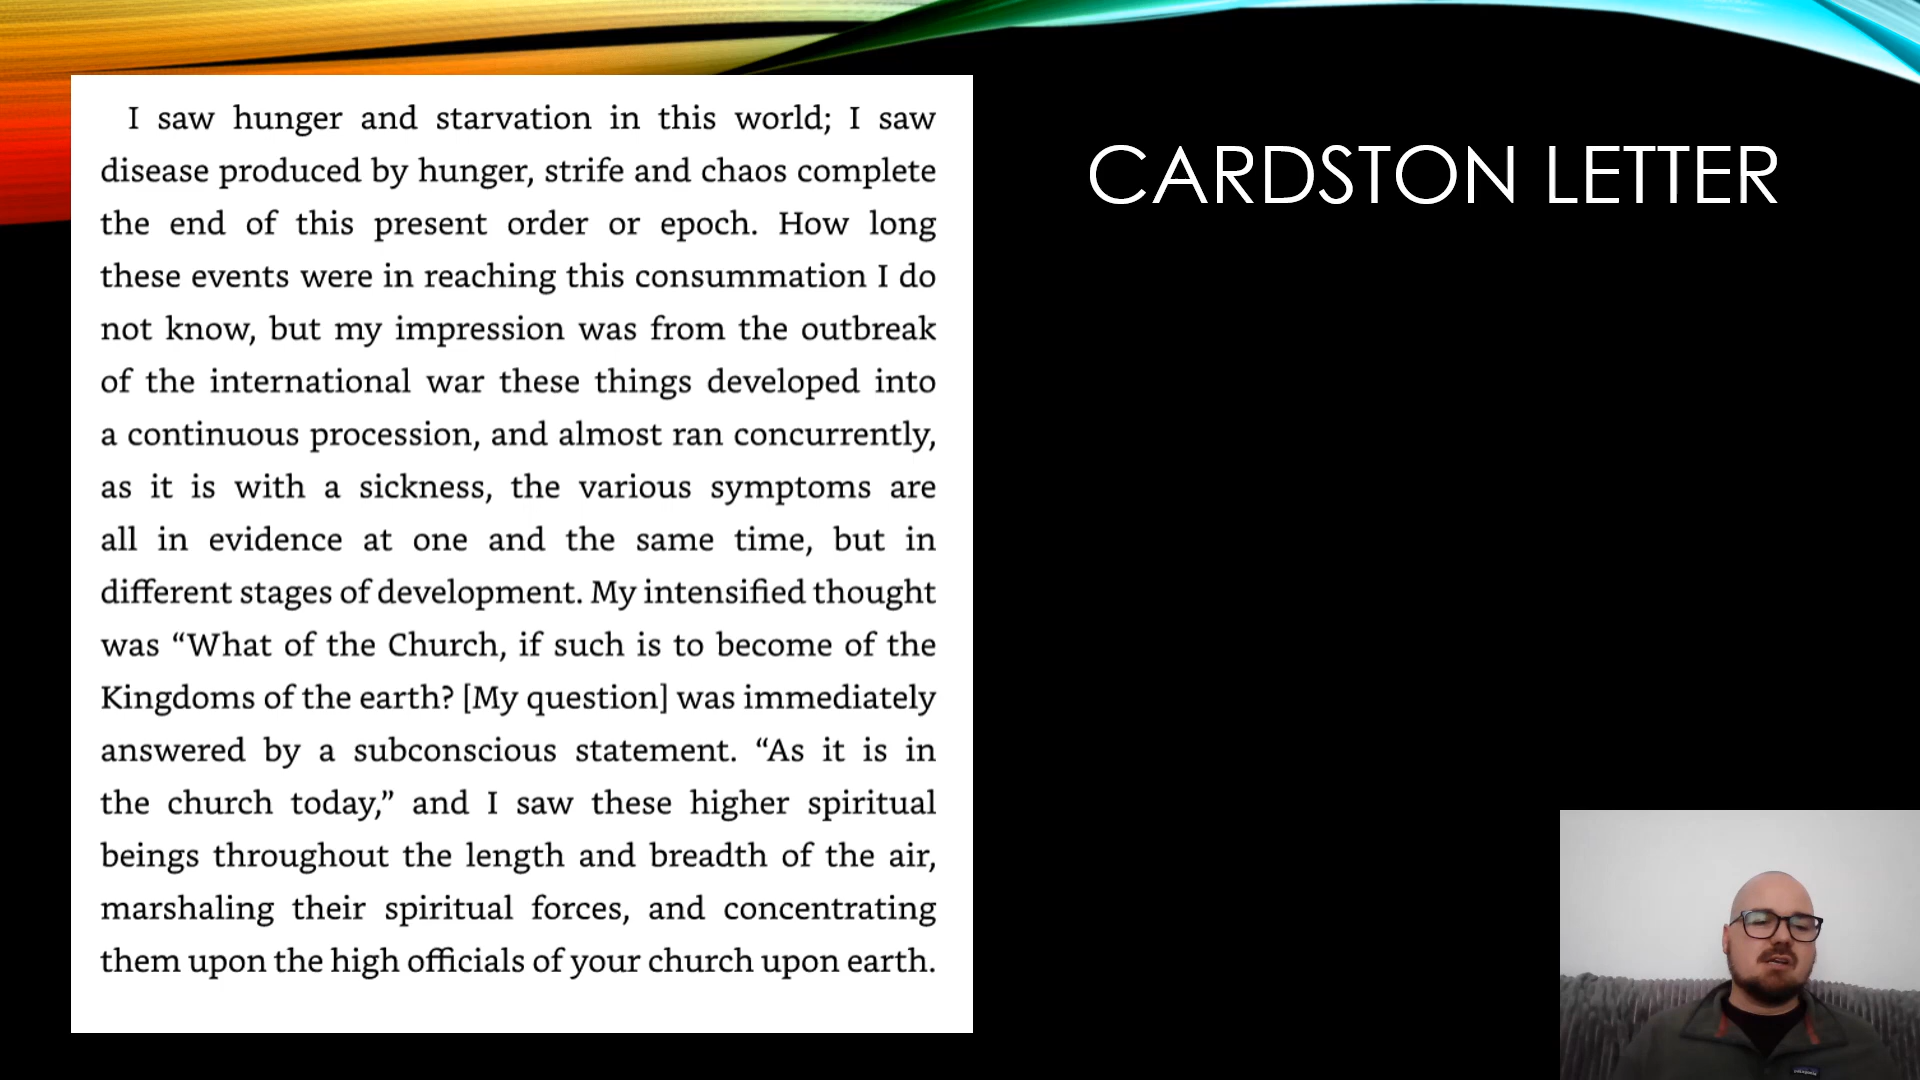 I saw hunger and starvation in this world; I saw
disease produced by hunger, strife and chaos complete
the end of this present order or epoch. How long
these events were in reaching this consummation I do
not know, but my impression was from the outbreak
of the international war these things developed into
a continuous procession, and almost ran concurrently,
as it is with a sickness, the various symptoms are
all in evidence at one and the same time, but in
different stages of development. My intensified thought
was “What of the Church, if such is to become of the
Kingdoms of the earth? [My question] was immediately
answered by a subconscious statement. “As it is in
the church today,” and I saw these higher spiritual
beings throughout the length and breadth of the air,
marshaling their spiritual forces, and concentrating
them upon the high officials of your church upon earth.
CARDSTON LETTER